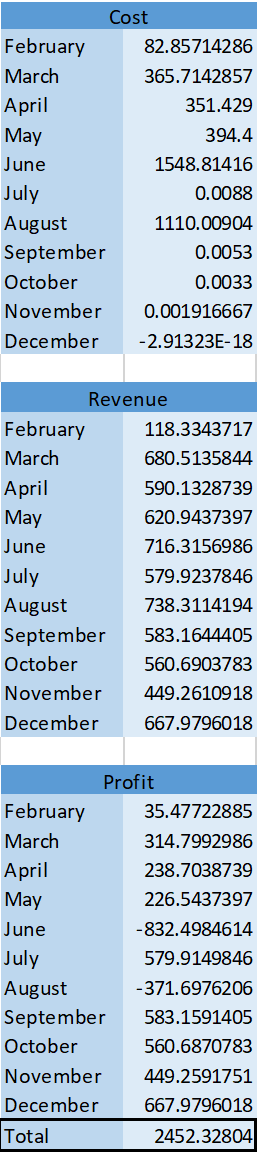 Cost
February 82.85714286
March 365.7142857
April 351.429
May 394.4
June 1548.81416
July 0.0088
August 1110.00904
September 0.0053
October 0.0033
November 0.001916667
December -2.91323E-18
Revenue
February 118.3343717
March 680.5135844
April 590.1328739
May 620.9437397
June 716.3156986
July 579.9237846
August 738.3114194
September 583.1644405
October 560.6903783
November 449.2610918
December 667.9796018
Profit
February 35.47722885
March 314.7992986
April 238.7038739
May 226.5437397
June -832.4984614
July 579.9149846
August -371.6976206
September 583.1591405
October 560.6870783
November 449.2591751
December 667.9796018
Total 2452.32804